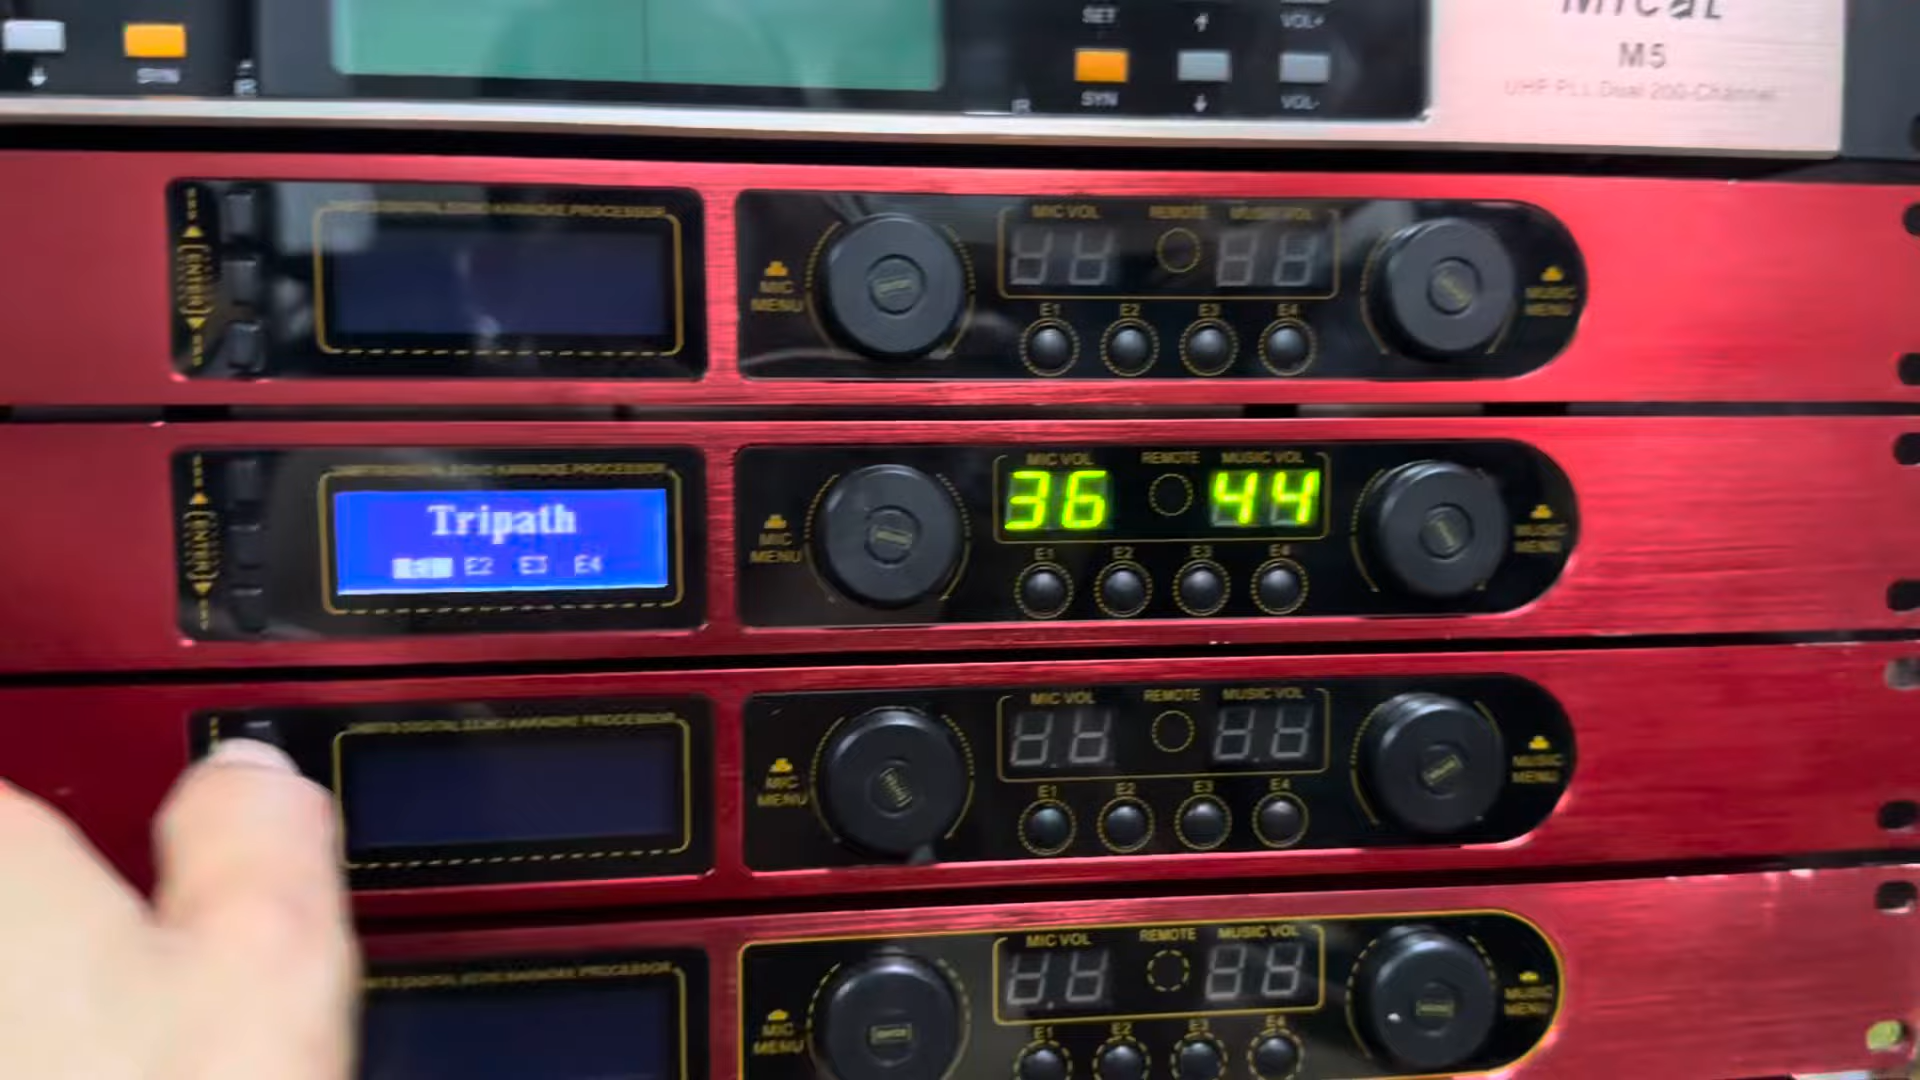 SET
VOL+
SYN
SYN
VOL-
IR
IR
M5
UHF PLL Dual 200-Channel
MIC VOL REMOTE MUSIC VOL
MIC MENU
E1 E2 E3 E4
MUSIC MENU
Tripath
E2 E3 E4
MIC VOL REMOTE MUSIC VOL
36 44
MIC MENU
E1 E2 E3 E4
MUSIC MENU
MIC VOL REMOTE MUSIC VOL
MIC MENU
E1 E2 E3 E4
MUSIC MENU
MIC VOL REMOTE MUSIC VOL
MIC MENU
E1 E2 E3 E4
MUSIC MENU